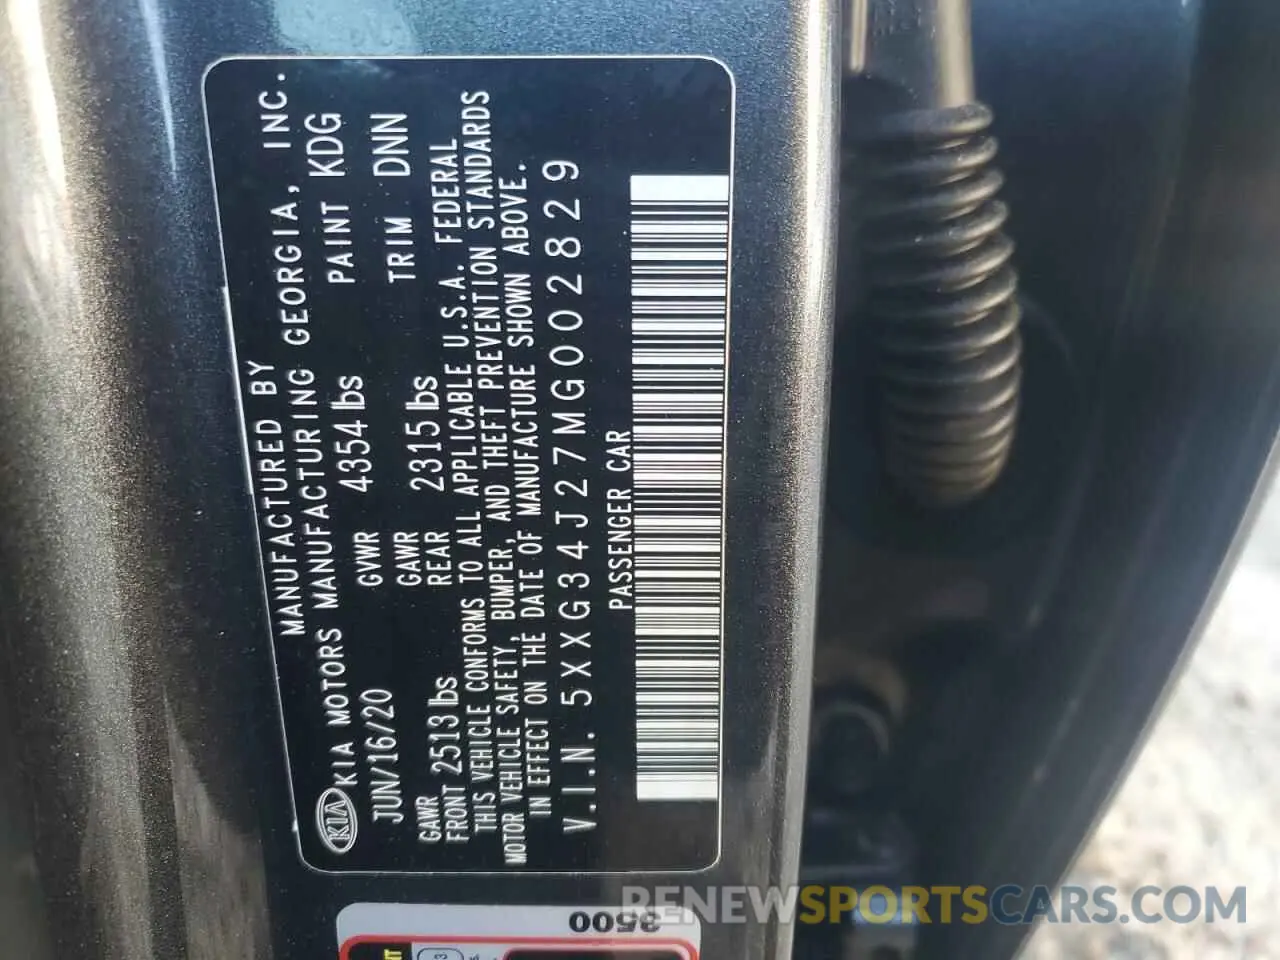 MANUFACTURED BY
KIA KIA MOTORS MANUFACTURING GEORGIA, INC.
JUN/16/20 GVWR 4354 lbs PAINT KDG
GAWR FRONT 2513 lbs GAWR REAR 2315 lbs TRIM DNN
THIS VEHICLE CONFORMS TO ALL APPLICABLE U.S.A. FEDERAL
MOTOR VEHICLE SAFETY, BUMPER, AND THEFT PREVENTION STANDARDS
IN EFFECT ON THE DATE OF MANUFACTURE SHOWN ABOVE.
V.I.N. 5XXG34J27MG002829
PASSENGER CAR
3500
RENEWSPORTSCARS.COM